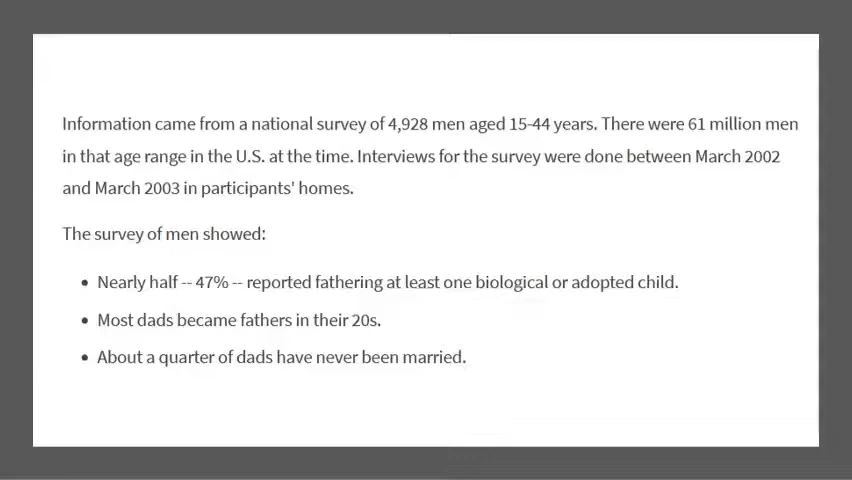 Information came from a national survey of 4,928 men aged 15-44 years. There were 61 million men
in that age range in the U.S. at the time. Interviews for the survey were done between March 2002
and March 2003 in participants' homes.
The survey of men showed:
• Nearly half -- 47% -- reported fathering at least one biological or adopted child.
• Most dads became fathers in their 20s.
• About a quarter of dads have never been married.